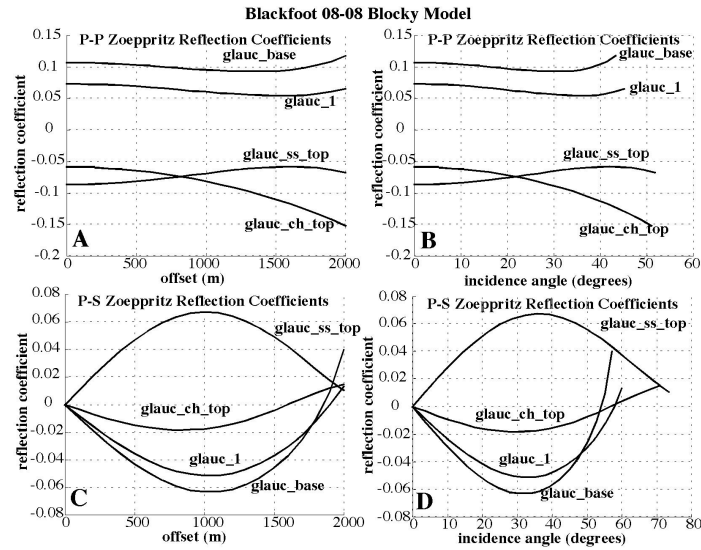 Blackfoot 08-08 Blocky Model
P-P Zoeppritz Reflection Coefficients
reflection coefficient
0.15
0.1
0.05
0
-0.05
-0.1
-0.15
-0.2
glauc_base
glauc_1
glauc_ss_top
glauc_ch_top
A
0
500
1000
1500
2000
offset (m)
P-P Zoeppritz Reflection Coefficients
reflection coefficient
0.15
0.1
0.05
0
-0.05
-0.1
-0.15
-0.2
glauc_base
glauc_1
glauc_ss_top
glauc_ch_top
B
0
10
20
30
40
50
60
70
80
incidence angle (degrees)
P-S Zoeppritz Reflection Coefficients
reflection coefficient
0.08
0.06
0.04
0.02
0
-0.02
-0.04
-0.06
-0.08
glauc_ss_top
glauc_ch_top
glauc_1
glauc_base
C
0
500
1000
1500
2000
offset (m)
P-S Zoeppritz Reflection Coefficients
reflection coefficient
0.08
0.06
0.04
0.02
0
-0.02
-0.04
-0.06
-0.08
glauc_ss_top
glauc_ch_top
glauc_1
glauc_base
D
0
10
20
30
40
50
60
70
80
incidence angle (degrees)